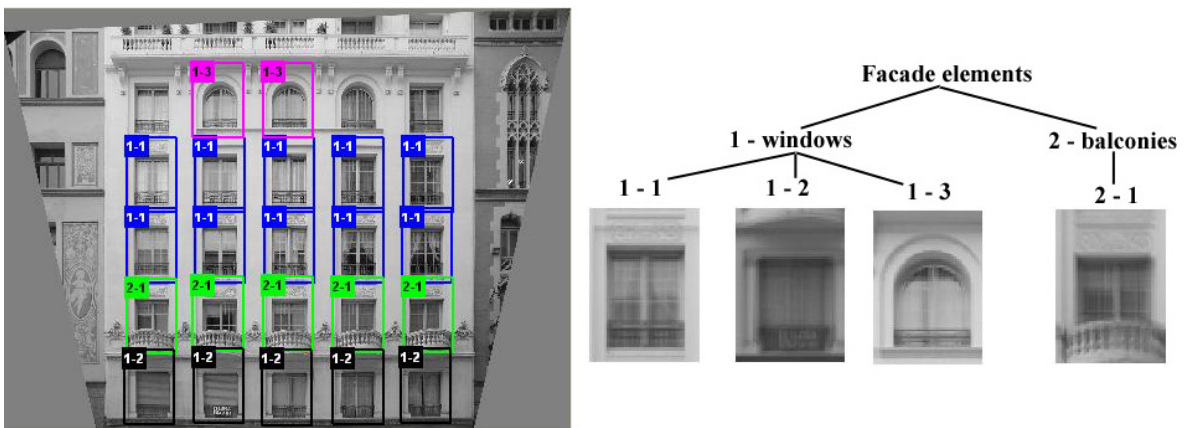 1-3 1-3
1-1 1-1 1-1 1-1 1-1
1-1 1-1 1-1 1-1 1-1
2-1 2-1 2-1 2-1 2-1
1-2 1-2 1-2 1-2 1-2
Facade elements
1 - windows 2 - balconies
1 - 1 1 - 2 1 - 3 2 - 1